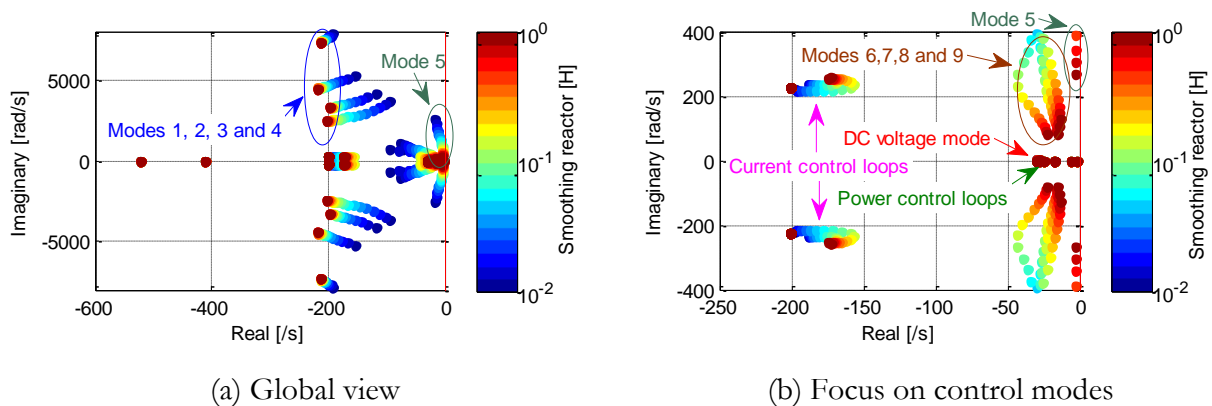 Mode 5
Modes 1, 2, 3 and 4
5000
0
-5000
Imaginary [rad/s]
-600
-400
-200
0
Real [/s]
10^0
10^-1
10^-2
Smoothing reactor [H]
(a) Global view
Mode 5
Modes 6,7,8 and 9
DC voltage mode
Current control loops
Power control loops
400
200
0
-200
-400
Imaginary [rad/s]
-250
-200
-150
-100
-50
0
Real [/s]
10^0
10^-1
10^-2
Smoothing reactor [H]
(b) Focus on control modes